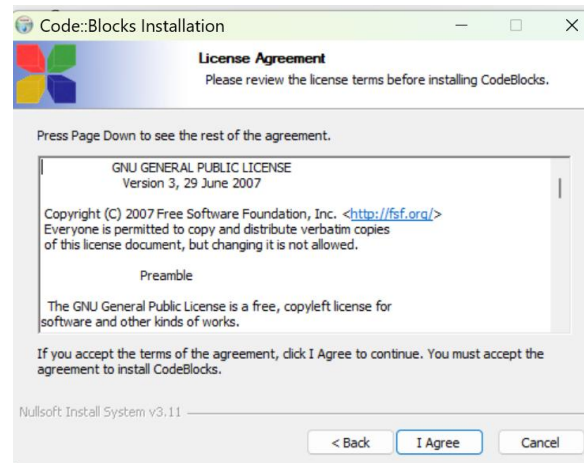 Code::Blocks Installation
License Agreement
Please review the license terms before installing CodeBlocks.
Press Page Down to see the rest of the agreement.
GNU GENERAL PUBLIC LICENSE
Version 3, 29 June 2007
Copyright (C) 2007 Free Software Foundation, Inc. <http://fsf.org/>
Everyone is permitted to copy and distribute verbatim copies
of this license document, but changing it is not allowed.
Preamble
The GNU General Public License is a free, copyleft license for
software and other kinds of works.
If you accept the terms of the agreement, click I Agree to continue. You must accept the
agreement to install CodeBlocks.
Nullsoft Install System v3.11
< Back I Agree Cancel